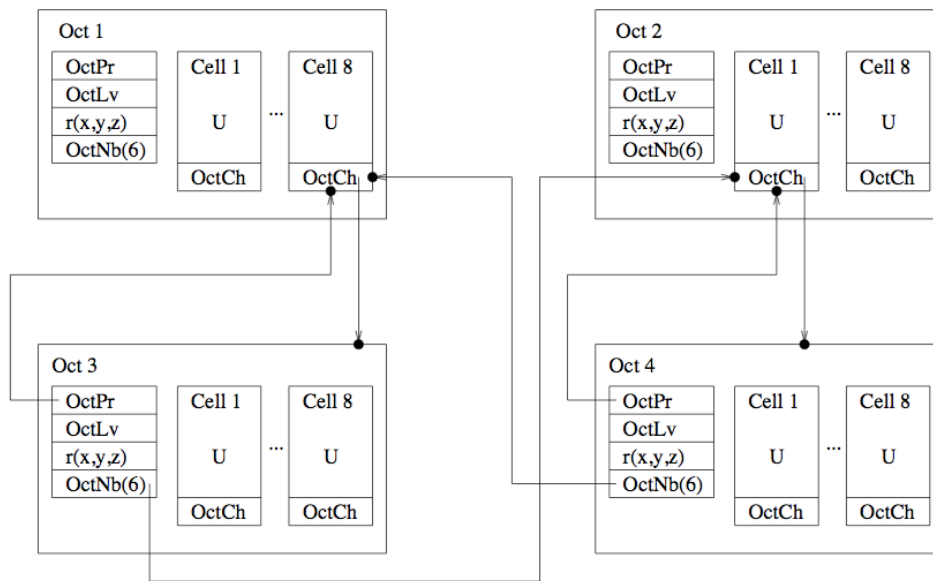 Oct 1
OctPr
OctLv
r(x,y,z)
OctNb(6)
Cell 1
U
OctCh
...
Cell 8
U
OctCh
Oct 2
OctPr
OctLv
r(x,y,z)
OctNb(6)
Cell 1
U
OctCh
...
Cell 8
U
OctCh
Oct 3
OctPr
OctLv
r(x,y,z)
OctNb(6)
Cell 1
U
OctCh
...
Cell 8
U
OctCh
Oct 4
OctPr
OctLv
r(x,y,z)
OctNb(6)
Cell 1
U
OctCh
...
Cell 8
U
OctCh